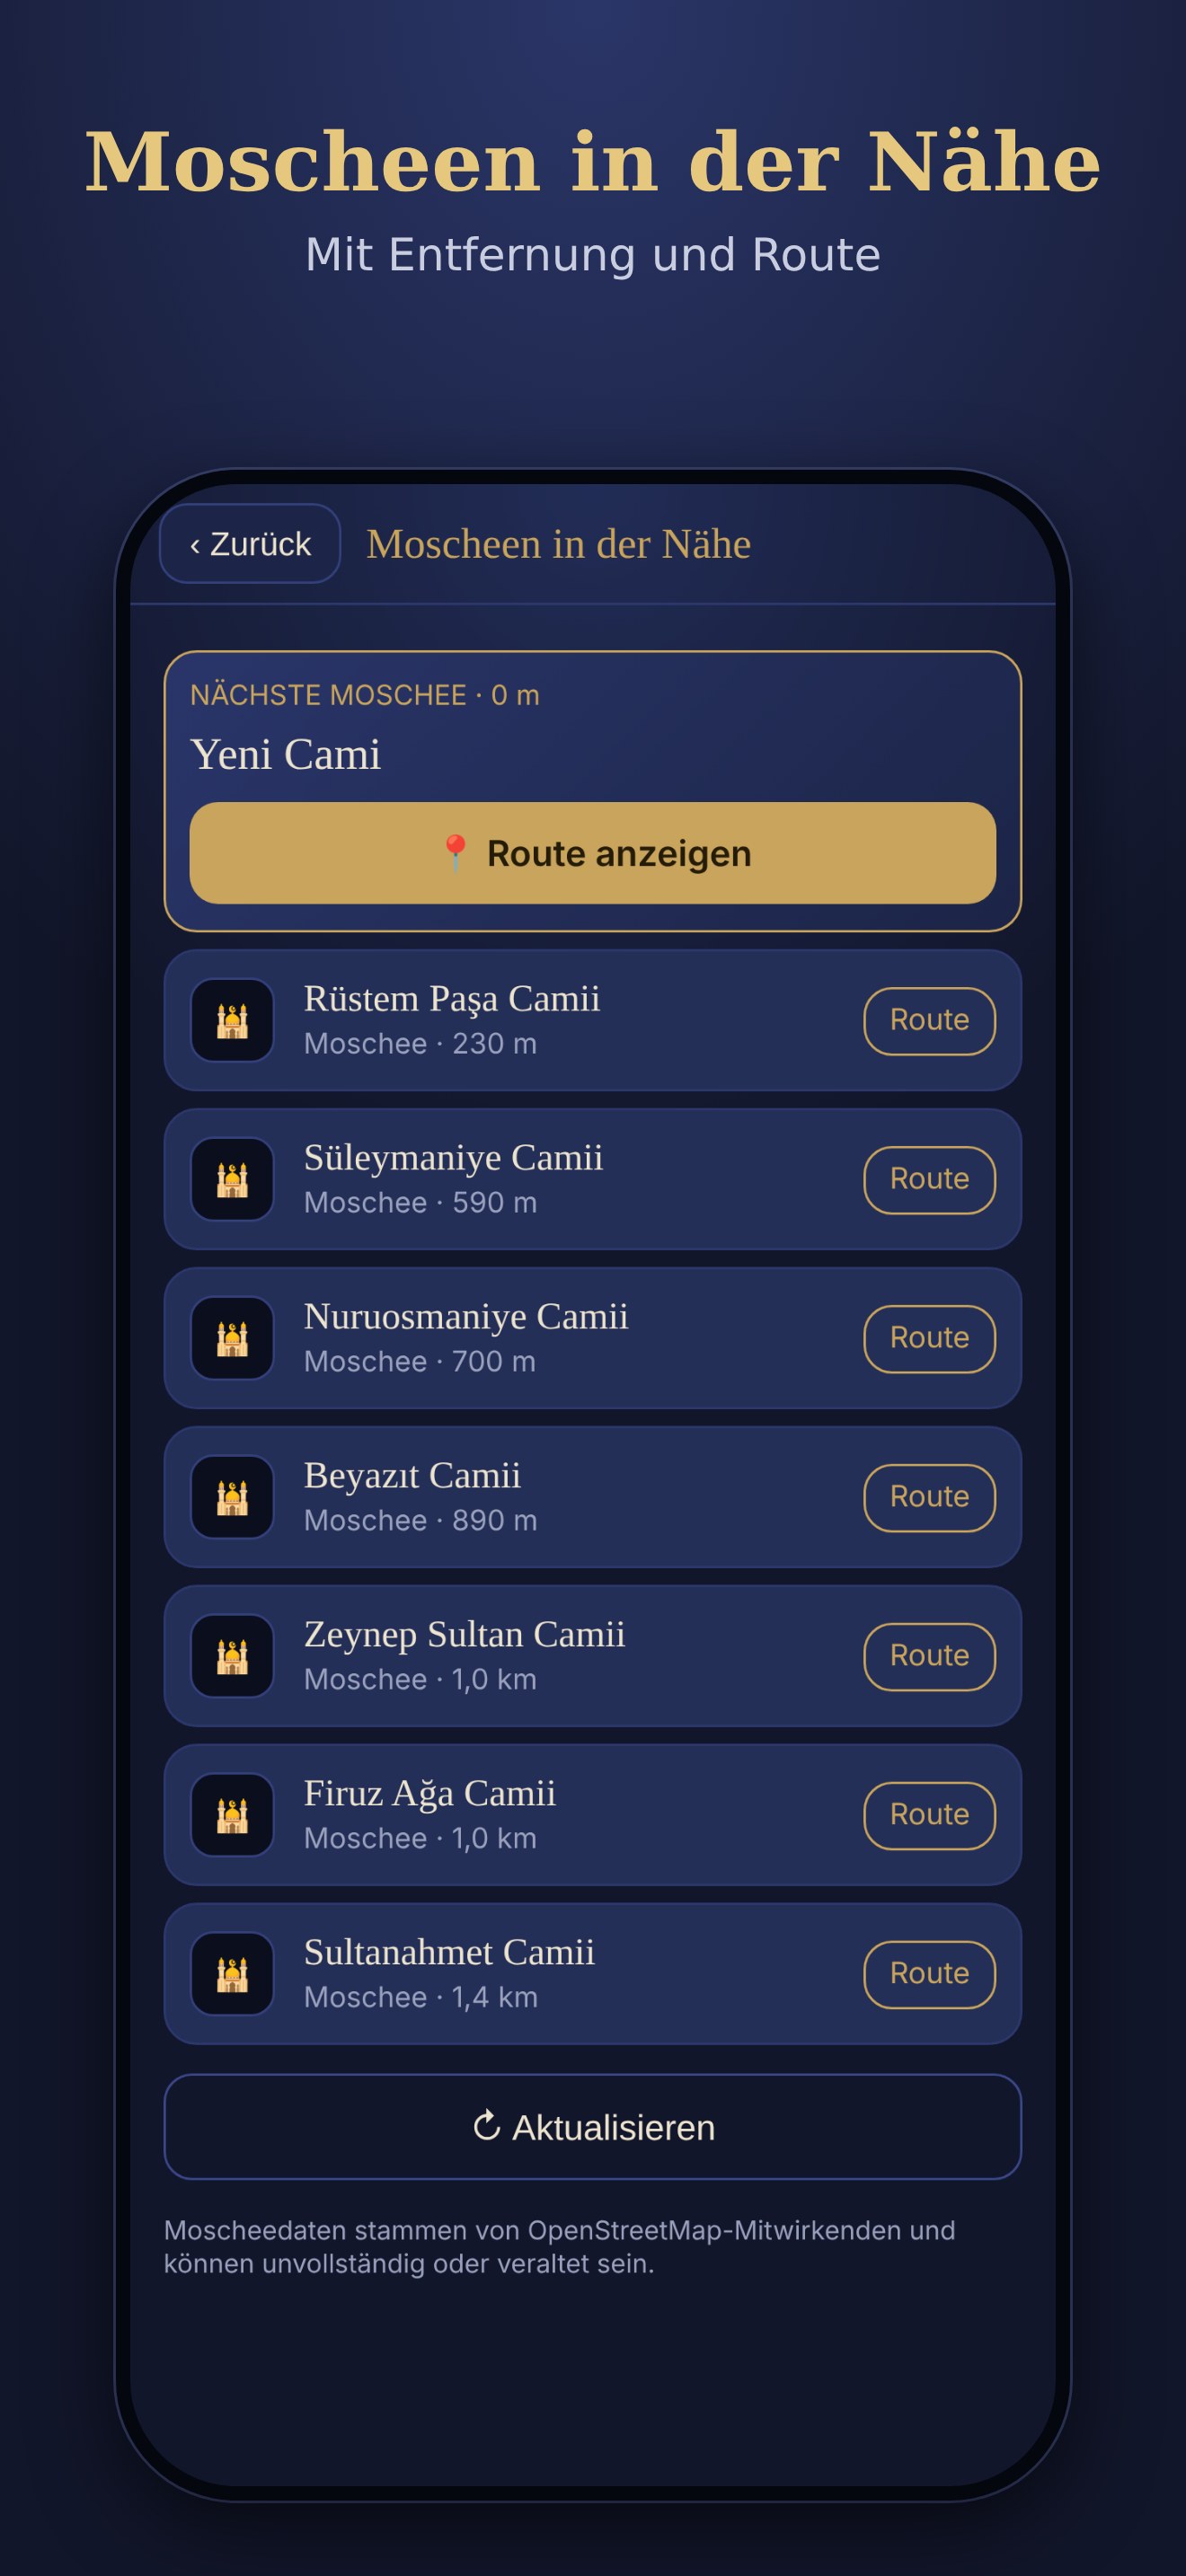 Moscheen in der Nähe
Mit Entfernung und Route
‹ Zurück
Moscheen in der Nähe
NÄCHSTE MOSCHEE · 0 m
Yeni Cami
Route anzeigen
Rüstem Paşa Camii
Moschee · 230 m
Route
Süleymaniye Camii
Moschee · 590 m
Route
Nuruosmaniye Camii
Moschee · 700 m
Route
Beyazıt Camii
Moschee · 890 m
Route
Zeynep Sultan Camii
Moschee · 1,0 km
Route
Firuz Ağa Camii
Moschee · 1,0 km
Route
Sultanahmet Camii
Moschee · 1,4 km
Route
↻ Aktualisieren
Moscheedaten stammen von OpenStreetMap-Mitwirkenden und
können unvollständig oder veraltet sein.